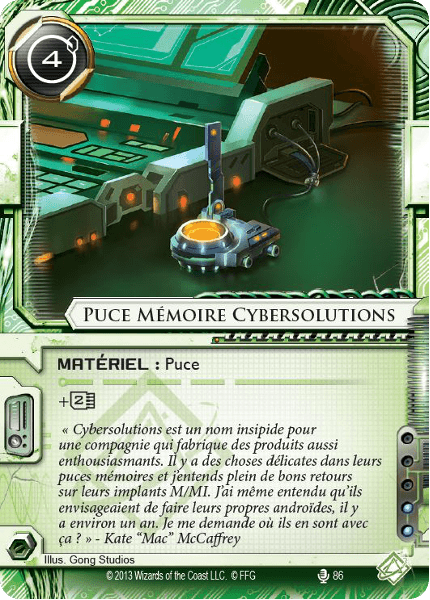 4
PUCE MÉMOIRE CYBERSOLUTIONS
MATÉRIEL : Puce
+2
« Cybersolutions est un nom insipide pour
une compagnie qui fabrique des produits aussi
enthousiasmants. Il y a des choses délicates dans leurs
puces mémoires et j'entends plein de bons retours
sur leurs implants M/MI. J'ai même entendu qu'ils
envisageaient de faire leurs propres androïdes, il y
a environ un an. Je me demande où ils en sont avec
ça ? » - Kate "Mac" McCaffrey
Illus. Gong Studios
© 2013 Wizards of the Coast LLC. © FFG
86